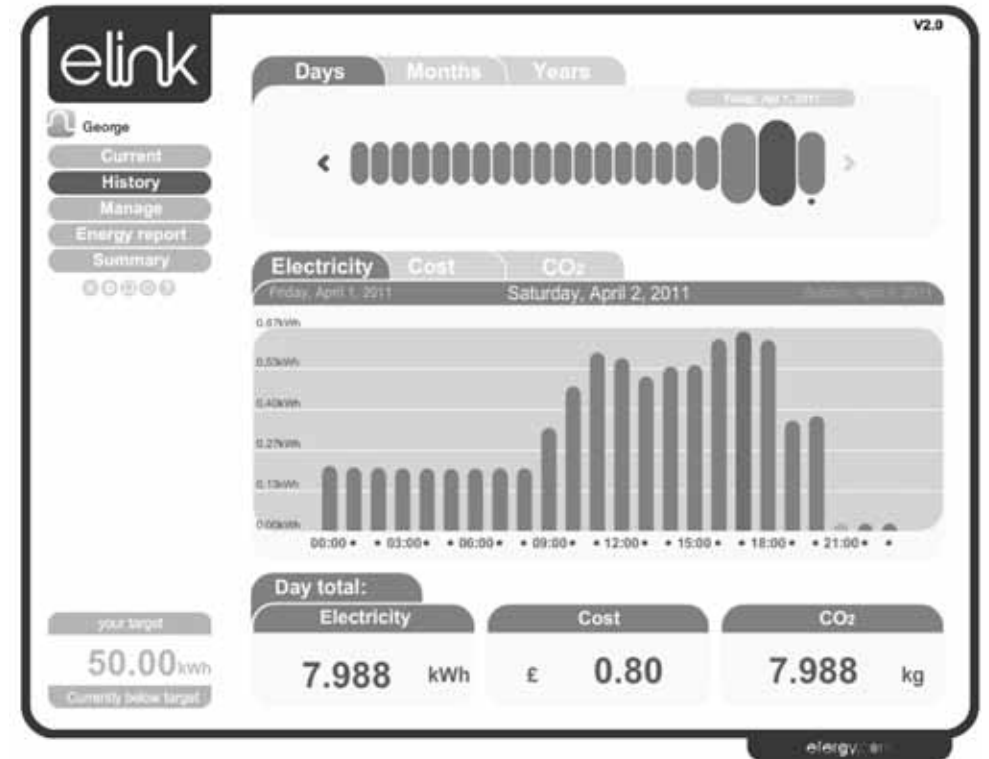 V2.0
elink
George
Current
History
Manage
Energy report
Summary
Days Months Years
Electricity Cost CO₂
Friday, April 1, 2011 Saturday, April 2, 2011
0.67kWh
0.53kWh
0.40kWh
0.27kWh
0.13kWh
0.00kWh
00:00 • • 03:00 • • 06:00 • • 09:00 • • 12:00 • • 15:00 • • 18:00 • • 21:00 • •
Day total:
Electricity Cost CO₂
7.988 kWh £ 0.80 7.988 kg
your target
50.00 kWh
Currently below target